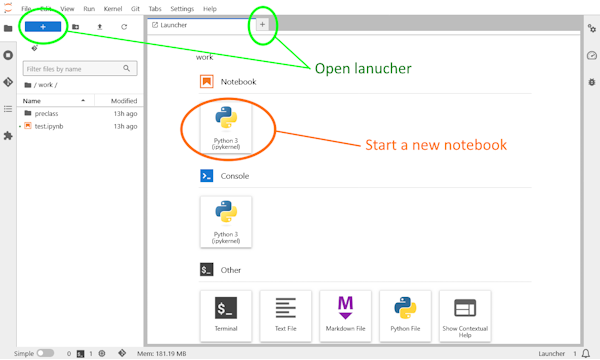 File Edit View Run Kernel Git Tabs Settings Help
Launcher
Filter files by name
/ work /
Name Modified
preclass 13h ago
test.ipynb 13h ago
work
Open lanucher
Notebook
Python 3
(ipykernel)
Start a new notebook
Console
Python 3
(ipykernel)
Other
$_
M
Terminal
Text File
Markdown File
Python File
Show Contextual
Help
Simple 0 1 Mem: 181.19 MB Launcher 1